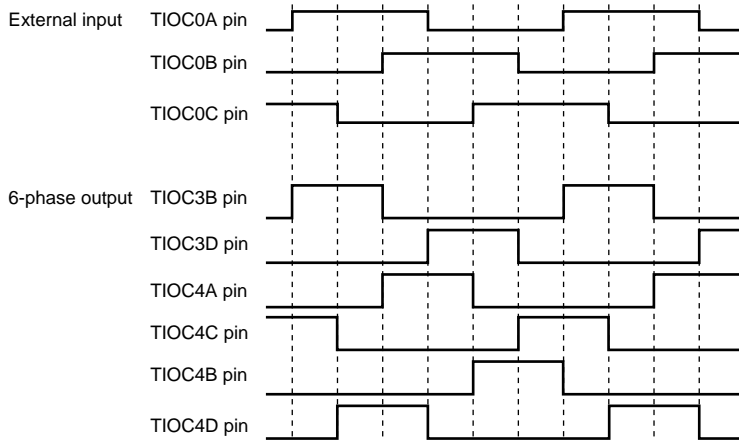 External input TIOC0A pin
TIOC0B pin
TIOC0C pin
6-phase output TIOC3B pin
TIOC3D pin
TIOC4A pin
TIOC4C pin
TIOC4B pin
TIOC4D pin